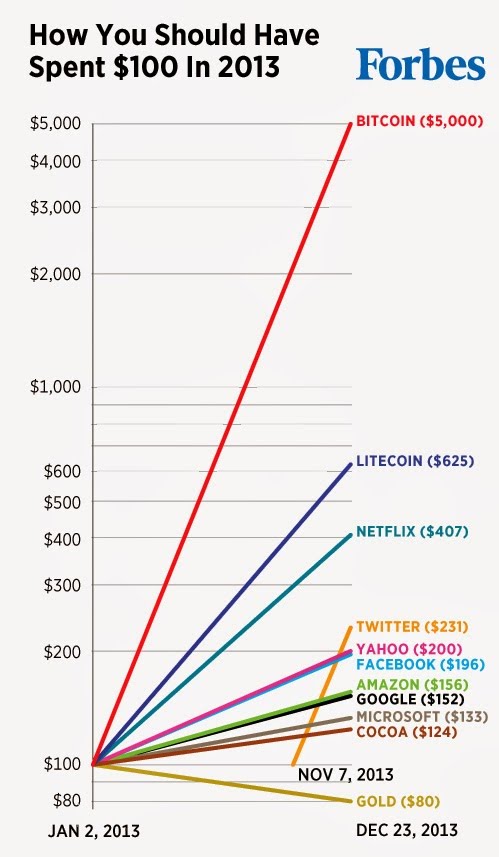 How You Should Have
Spent $100 In 2013
Forbes
$5,000
$4,000
$3,000
$2,000
$1,000
$600
$500
$400
$300
$200
$100
$80
BITCOIN ($5,000)
LITECOIN ($625)
NETFLIX ($407)
TWITTER ($231)
YAHOO ($200)
FACEBOOK ($196)
AMAZON ($156)
GOOGLE ($152)
MICROSOFT ($133)
COCOA ($124)
NOV 7, 2013
GOLD ($80)
JAN 2, 2013
DEC 23, 2013